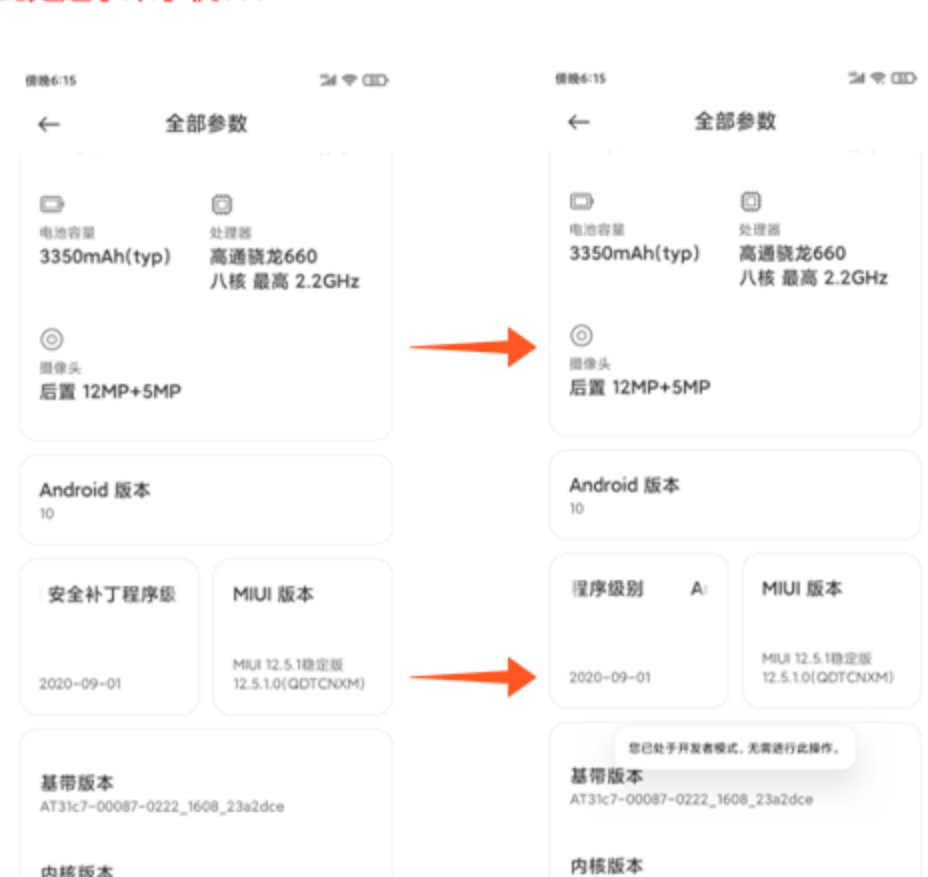 傍晚6:15
全部参数
电池容量
3350mAh(typ)
处理器
高通骁龙660
八核 最高 2.2GHz
摄像头
后置 12MP+5MP
Android 版本
10
安全补丁程序级
2020-09-01
MIUI 版本
MIUI 12.5.1稳定版
12.5.1.0(QDTCNXM)
基带版本
AT31c7-00087-0222_1608_23a2dce
内核版本
傍晚6:15
全部参数
电池容量
3350mAh(typ)
处理器
高通骁龙660
八核 最高 2.2GHz
摄像头
后置 12MP+5MP
Android 版本
10
程序级别 A
2020-09-01
MIUI 版本
MIUI 12.5.1稳定版
12.5.1.0(QDTCNXM)
您已处于开发者模式，无需进行此操作。
基带版本
AT31c7-00087-0222_1608_23a2dce
内核版本